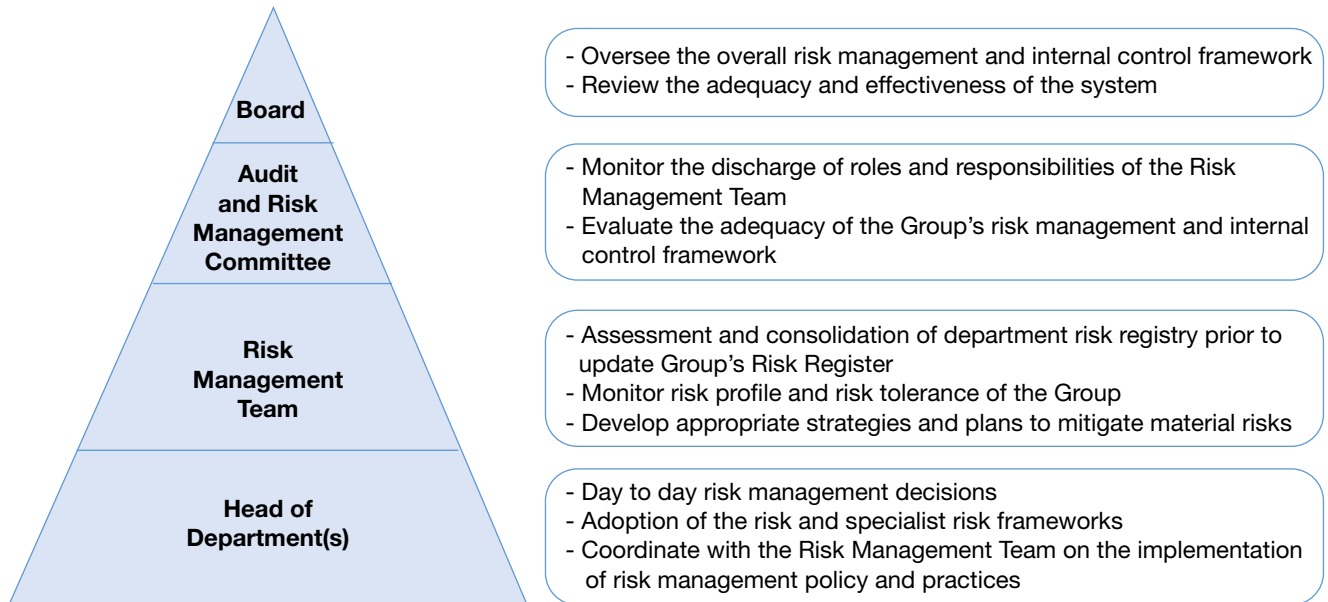 Board
- Oversee the overall risk management and internal control framework
- Review the adequacy and effectiveness of the system
Audit
and Risk
Management
Committee
- Monitor the discharge of roles and responsibilities of the Risk
Management Team
- Evaluate the adequacy of the Group's risk management and internal
control framework
Risk
Management
Team
- Assessment and consolidation of department risk registry prior to
update Group's Risk Register
- Monitor risk profile and risk tolerance of the Group
- Develop appropriate strategies and plans to mitigate material risks
Head of
Department(s)
- Day to day risk management decisions
- Adoption of the risk and specialist risk frameworks
- Coordinate with the Risk Management Team on the implementation
of risk management policy and practices